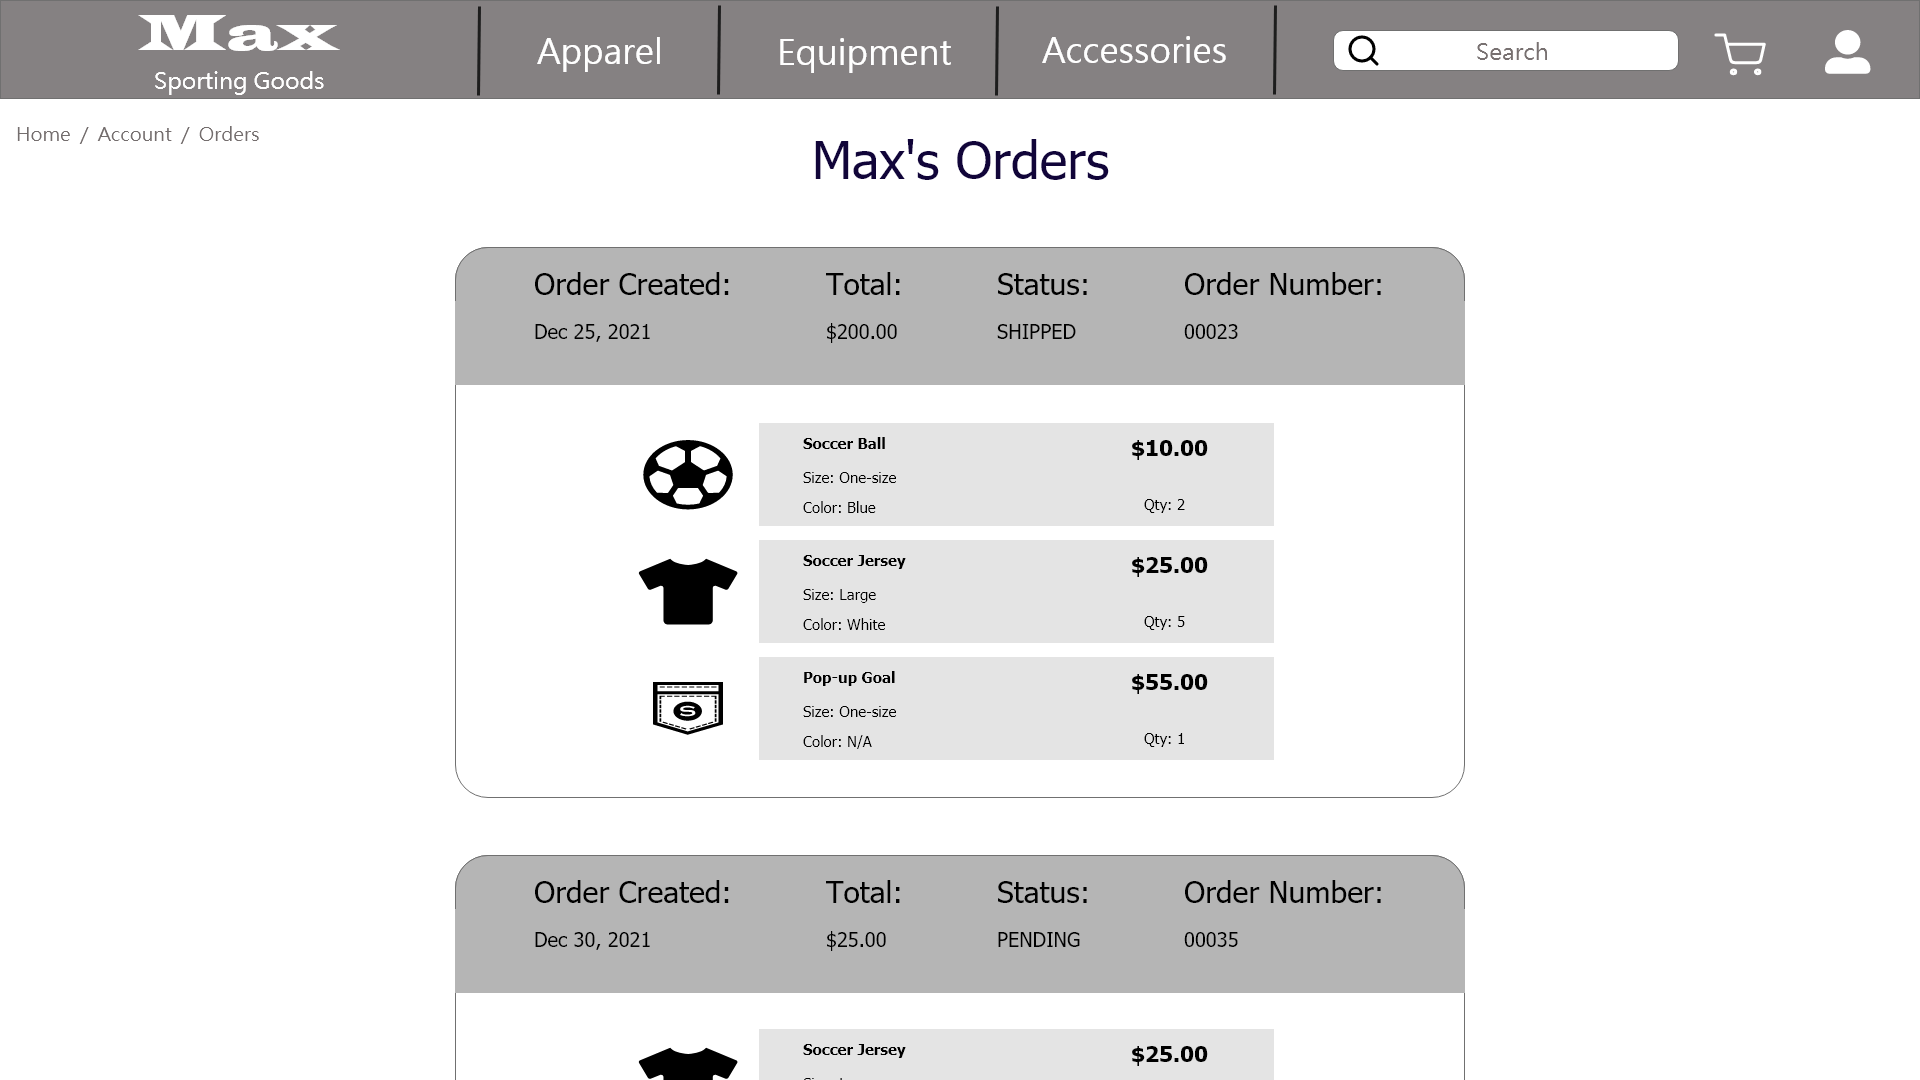 Max
Sporting Goods
Apparel
Equipment
Accessories
Search
Home / Account / Orders
Max's Orders
Order Created: Total: Status: Order Number:
Dec 25, 2021 $200.00 SHIPPED 00023
Soccer Ball $10.00
Size: One-size
Color: Blue Qty: 2
Soccer Jersey $25.00
Size: Large
Color: White Qty: 5
S
Pop-up Goal $55.00
Size: One-size
Color: N/A Qty: 1
Order Created: Total: Status: Order Number:
Dec 30, 2021 $25.00 PENDING 00035
Soccer Jersey $25.00